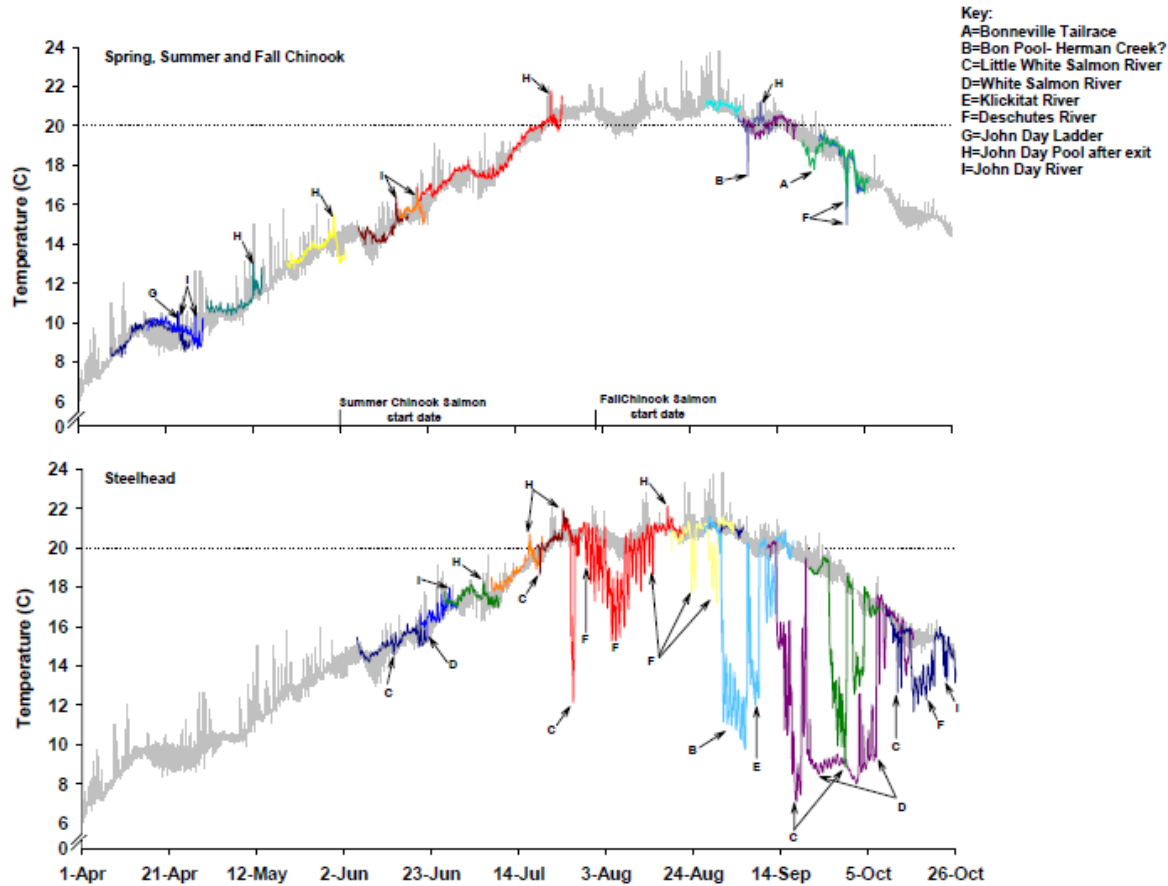 Key:
A=Bonneville Tailrace
B=Bon Pool- Herman Creek?
C=Little White Salmon River
D=White Salmon River
E=Klickitat River
F=Deschutes River
G=John Day Ladder
H=John Day Pool after exit
I=John Day River
Spring, Summer and Fall Chinook
Temperature (C)
24
22
20
18
16
14
12
10
8
6
0
G
I
H
H
I
H
B
H
A
F
Summer Chinook Salmon
start date
FallChinook Salmon
start date
Steelhead
Temperature (C)
24
22
20
18
16
14
12
10
8
6
0
C
I
D
H
H
C
C
F
F
H
F
B
E
C
D
C
F
I
1-Apr
21-Apr
12-May
2-Jun
23-Jun
14-Jul
3-Aug
24-Aug
14-Sep
5-Oct
26-Oct